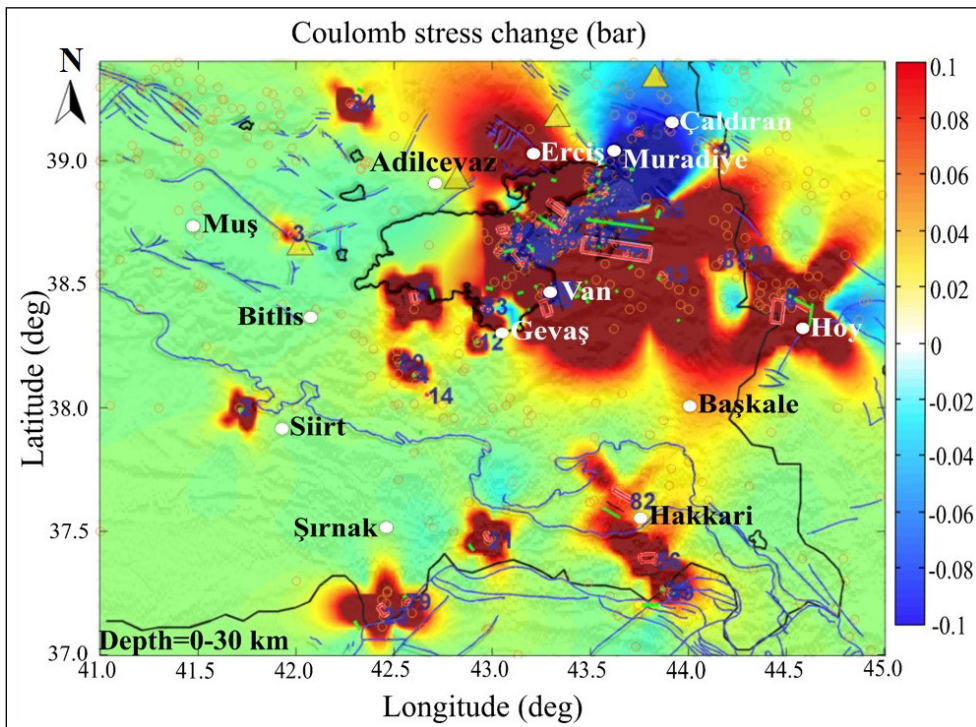 Coulomb stress change (bar)
N
24
Çaldıran
Erciş
Muradiye
39.0
Adilcevaz
Muş
3
38.5
Van
Bitlis
Gevaş
Hoy
12
14
38.0
Başkale
Siirt
82
Hakkari
37.5
Şırnak
21
Depth=0-30 km
37.0
41.0 41.5 42.0 42.5 43.0 43.5 44.0 44.5 45.0
Longitude (deg)
Latitude (deg)
0.1
0.08
0.06
0.04
0.02
0
-0.02
-0.04
-0.06
-0.08
-0.1